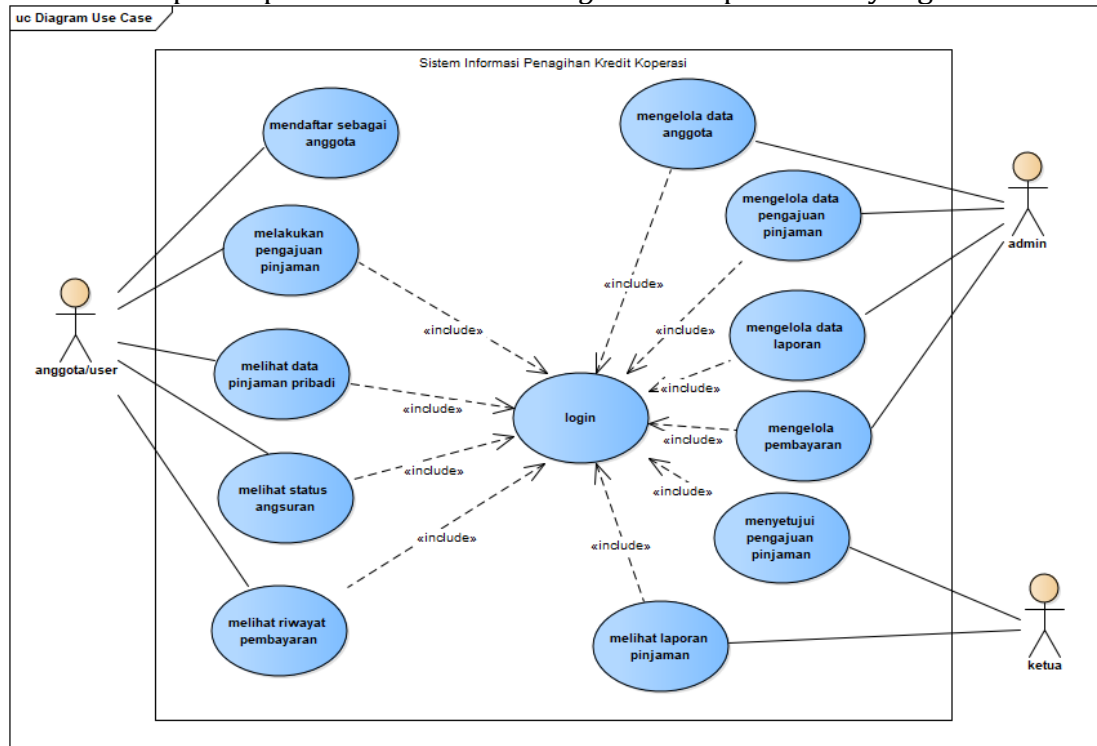 uc Diagram Use Case
Sistem Informasi Penagihan Kredit Koperasi
mendaftar sebagai
anggota
mengelola data
anggota
melakukan
pengajuan
pinjaman
mengelola data
pengajuan
pinjaman
admin
«include»
«include»
«include»
mengelola data
laporan
anggota/user
melihat data
pinjaman pribadi
«include»
«include»
login
mengelola
pembayaran
«include»
melihat status
angsuran
«include»
«include»
menyetujui
pengajuan
pinjaman
«include»
«include»
melihat riwayat
pembayaran
melihat laporan
pinjaman
ketua